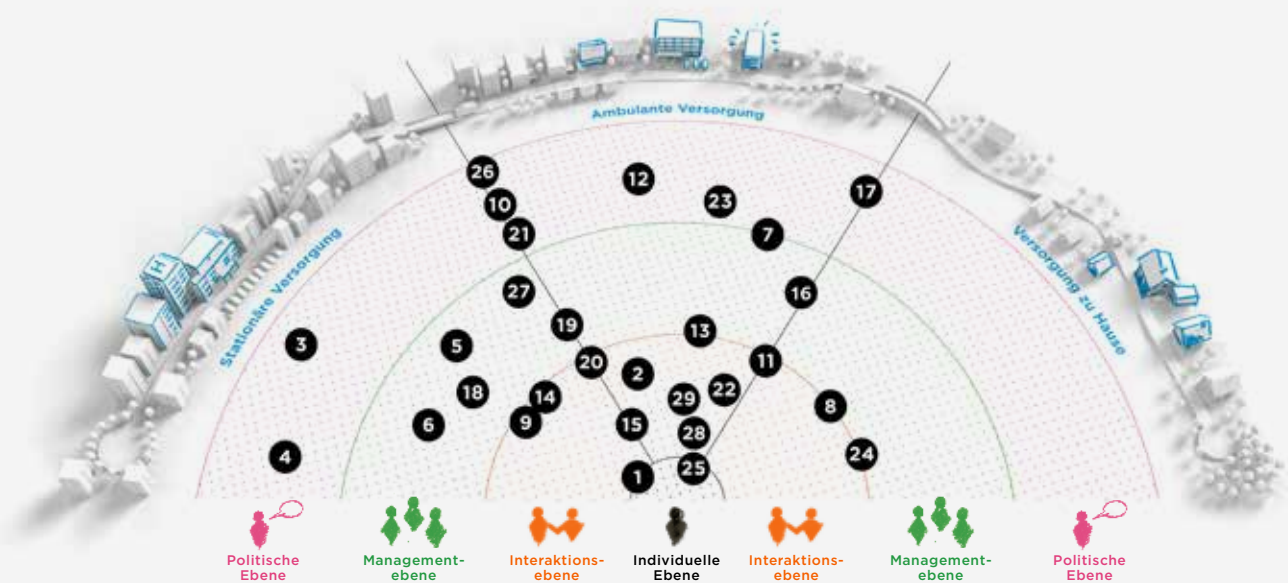 Ambulante Versorgung
Stationäre Versorgung
Versorgung zu Hause
H
26
12
17
10
23
21
7
27
16
19
13
3
5
20
11
2
18
14
29
22
8
6
9
15
28
4
24
1
25
Politische
Ebene
Management-
ebene
Interaktions-
ebene
Individuelle
Ebene
Interaktions-
ebene
Management-
ebene
Politische
Ebene